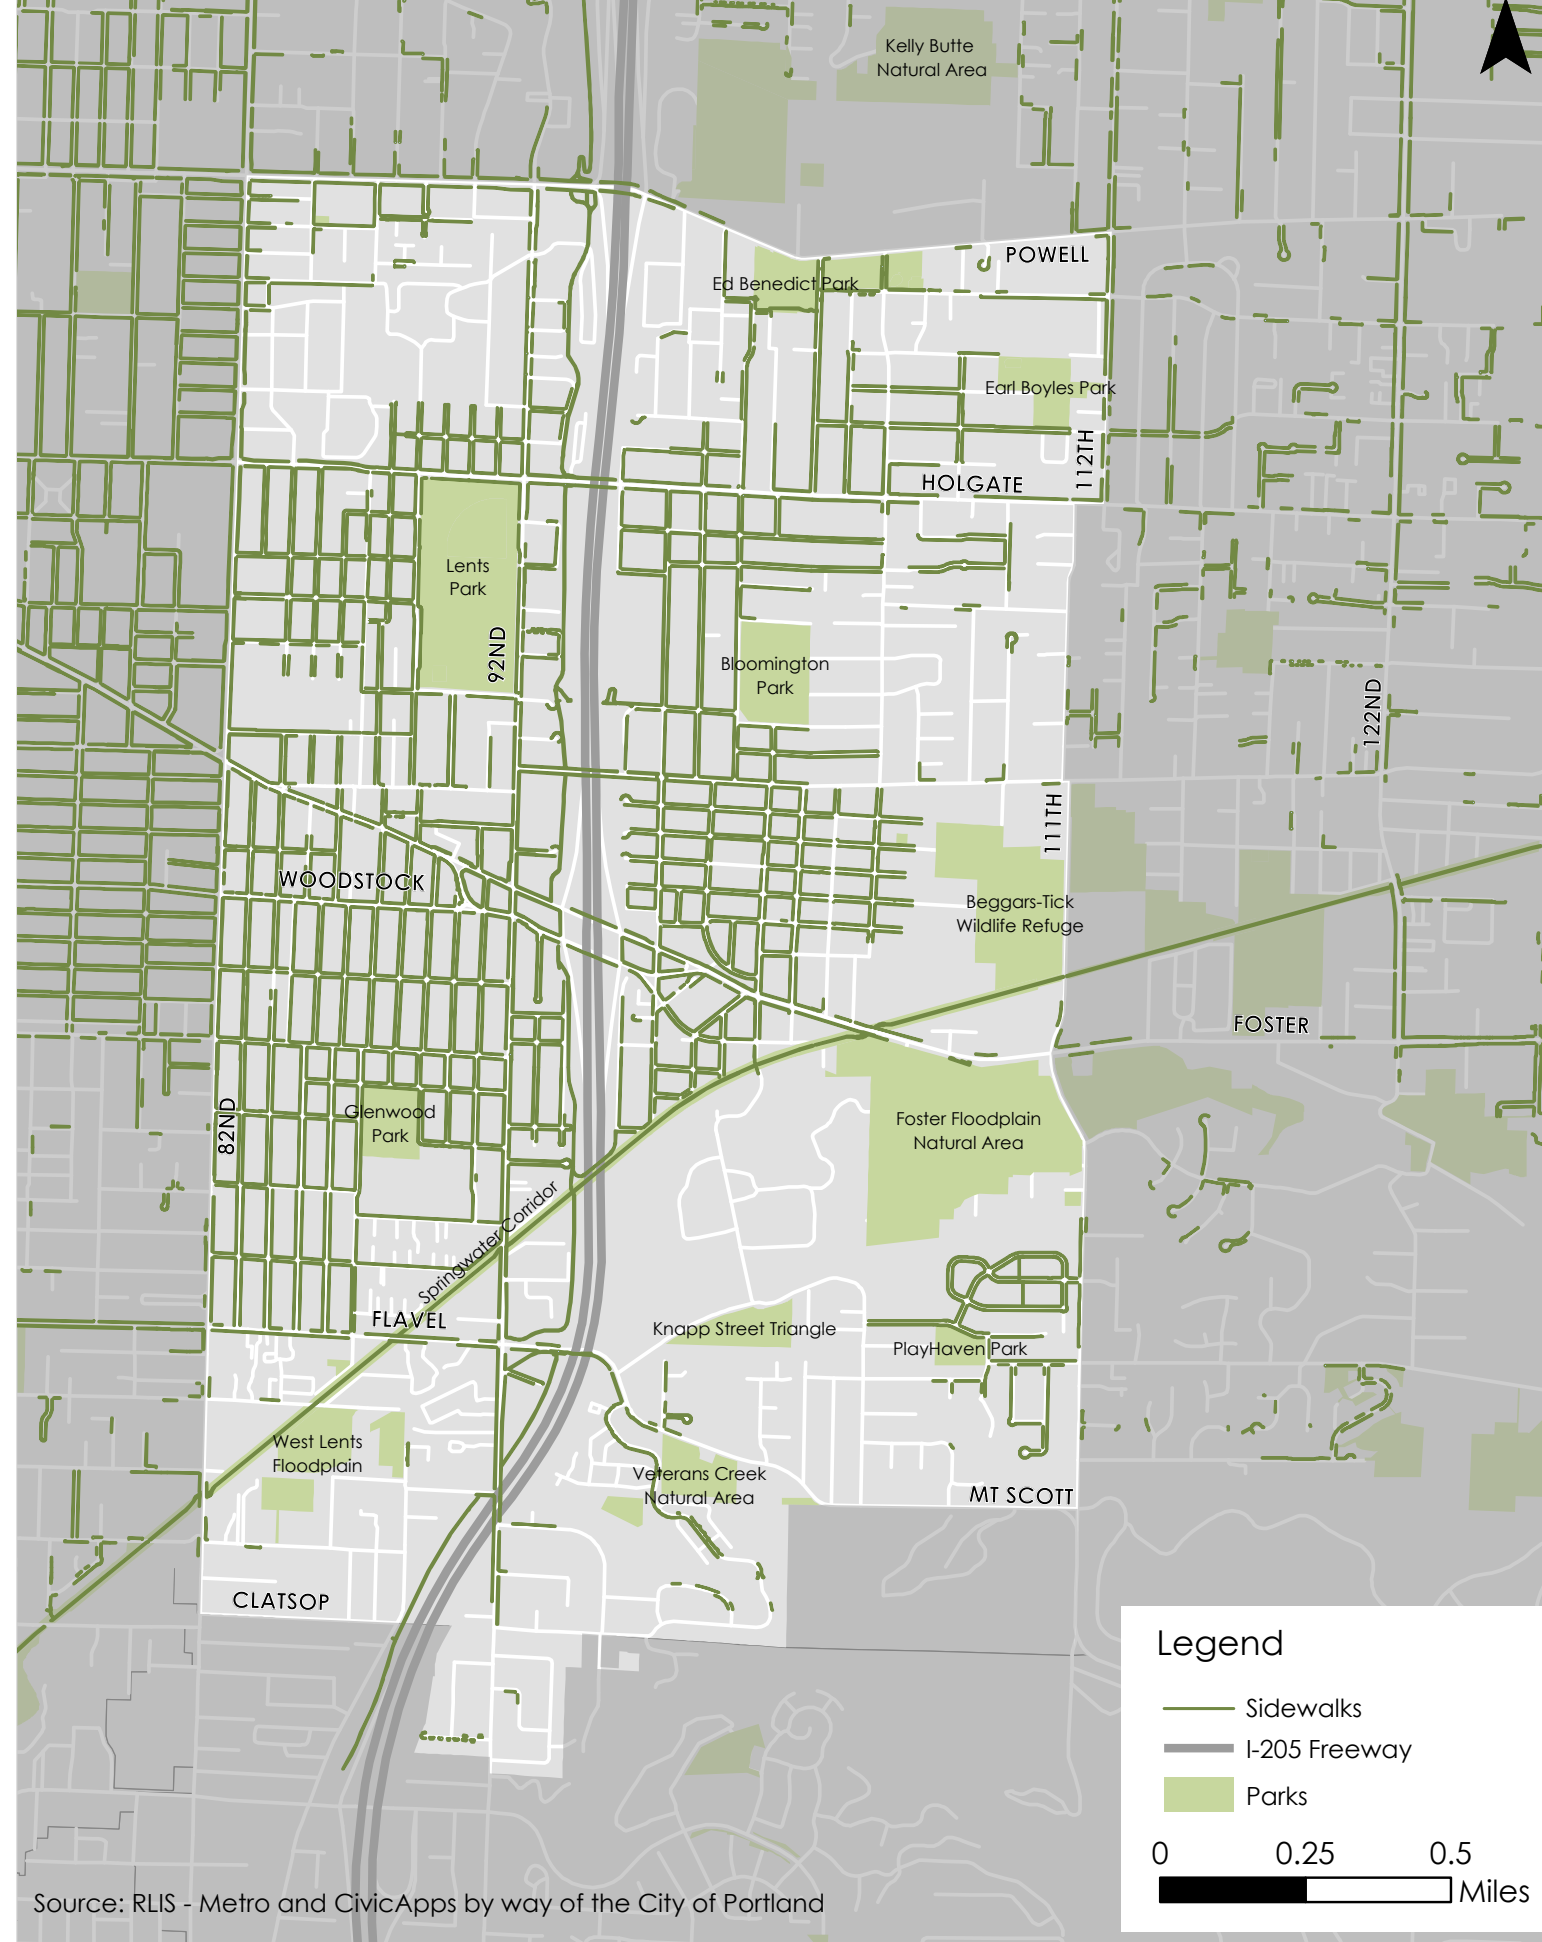 Kelly Butte
Natural Area
POWELL
Ed Benedict Park
Earl Boyles Park
112TH
HOLGATE
Lents
Park
92ND
Bloomington
Park
122ND
111TH
WOODSTOCK
Beggars-Tick
Wildlife Refuge
FOSTER
82ND
Glenwood
Park
Foster Floodplain
Natural Area
Springwater Corridor
FLAVEL
Knapp Street Triangle
PlayHaven Park
West Lents
Floodplain
Veterans Creek
Natural Area
MT SCOTT
CLATSOP
Legend
Sidewalks
I-205 Freeway
Parks
0 0.25 0.5
Miles
Source: RLIS - Metro and CivicApps by way of the City of Portland